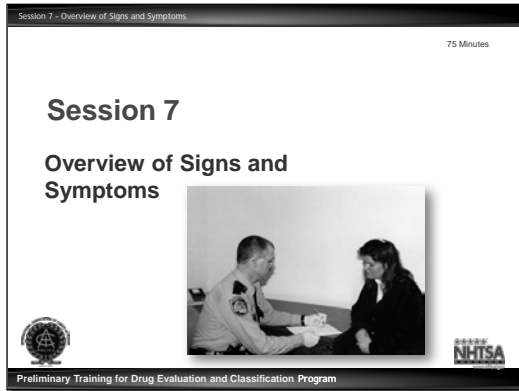 Session 7 - Overview of Signs and Symptoms
75 Minutes
Session 7
Overview of Signs and
Symptoms
NHTSA
Preliminary Training for Drug Evaluation and Classification Program